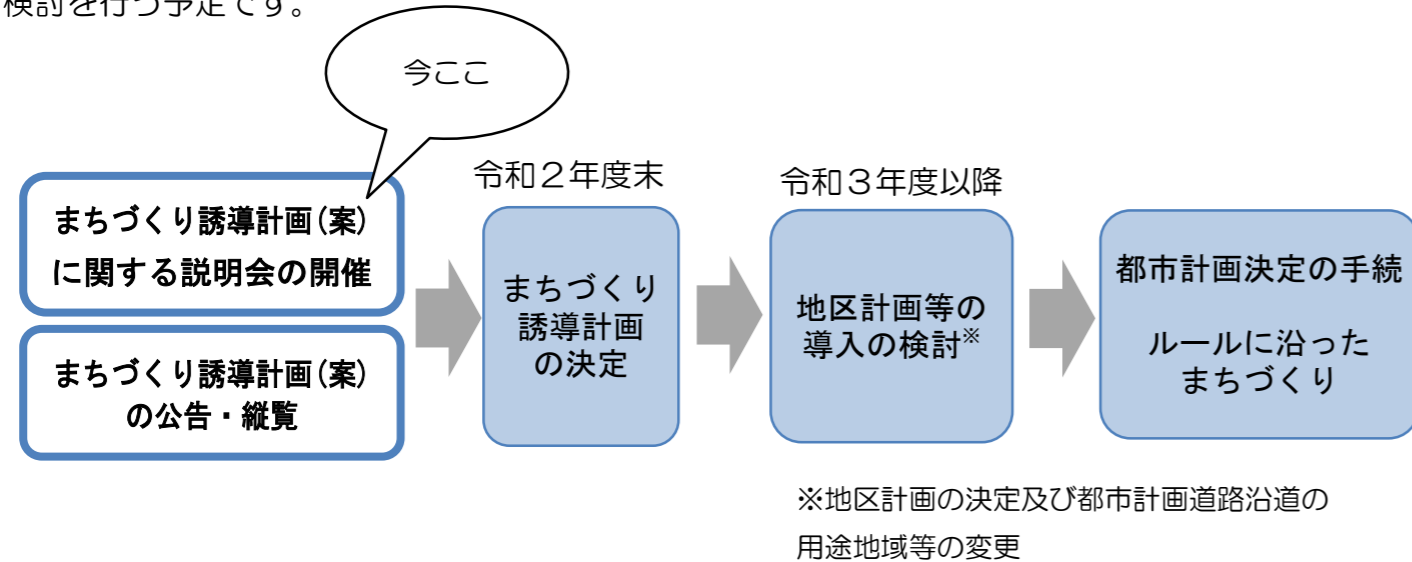 検討を行う予定です。
今ここ
まちづくり誘導計画(案)
に関する説明会の開催
まちづくり誘導計画(案)
の公告・縦覧
令和２年度末
まちづくり
誘導計画
の決定
令和３年度以降
地区計画等の
導入の検討※
都市計画決定の手続
ルールに沿った
まちづくり
※地区計画の決定及び都市計画道路沿道の
用途地域等の変更